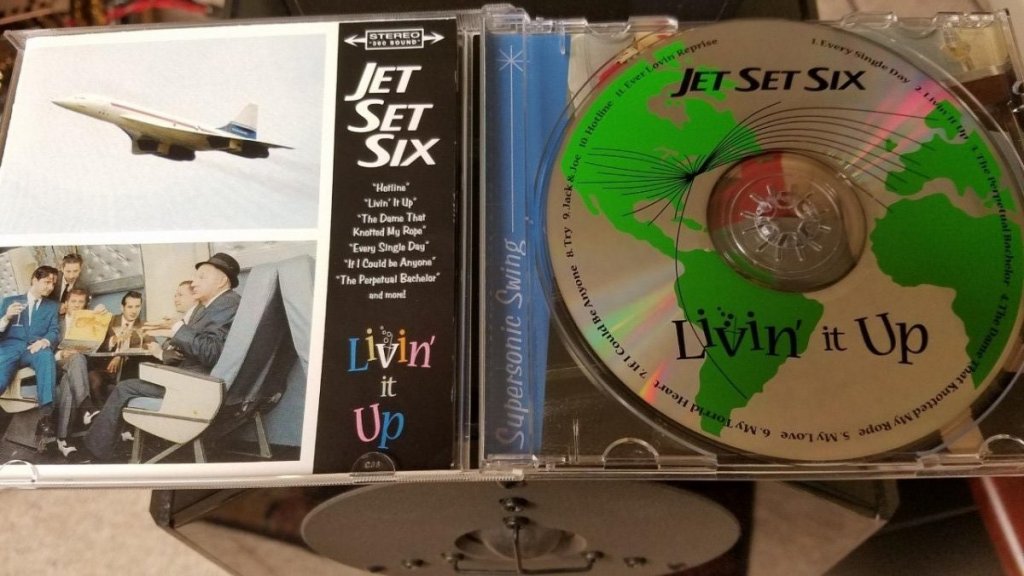 STEREO
"360 SOUND"
JET
SET
SIX
"Hotline"
"Livin' It Up"
"The Dame That
Knotted My Rope"
"Every Single Day"
"If I Could be Anyone"
"The Perpetual Bachelor
and more!
Livin'
it
Up
Supersonic Swing
JET SET SIX
1. Every Single Day
2. Livin It Up
3. The Perpetual Bachelor
4. The Dame That Knotted My Rope
5. My Love
6. My Torrid Heart
7. If I Could Be Anyone
8. Try
9. Jack & Joe
10. Hotline
11. Ever Lovin Reprise
Livin' it Up